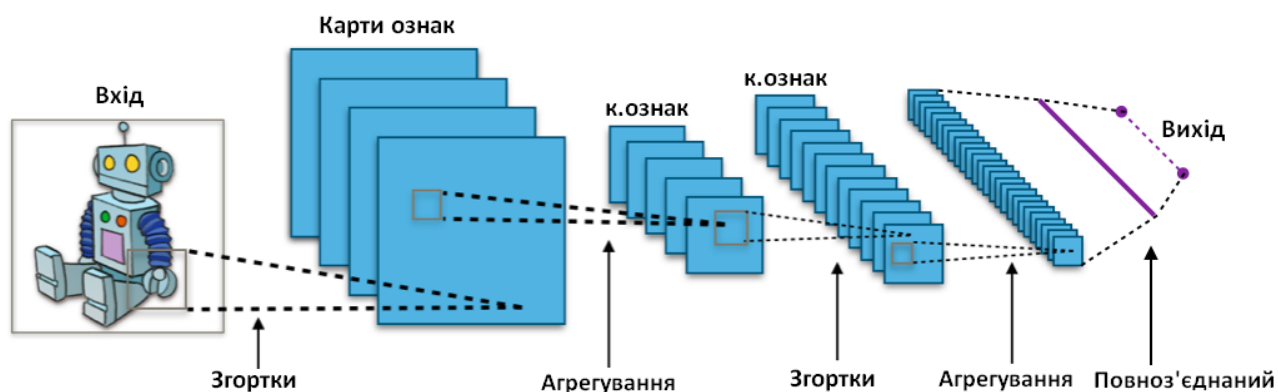 Карти ознак
Вхід
к.ознак
к.ознак
Вихід
Згортки
Агрегування
Згортки
Агрегування
Повноз'єднаний